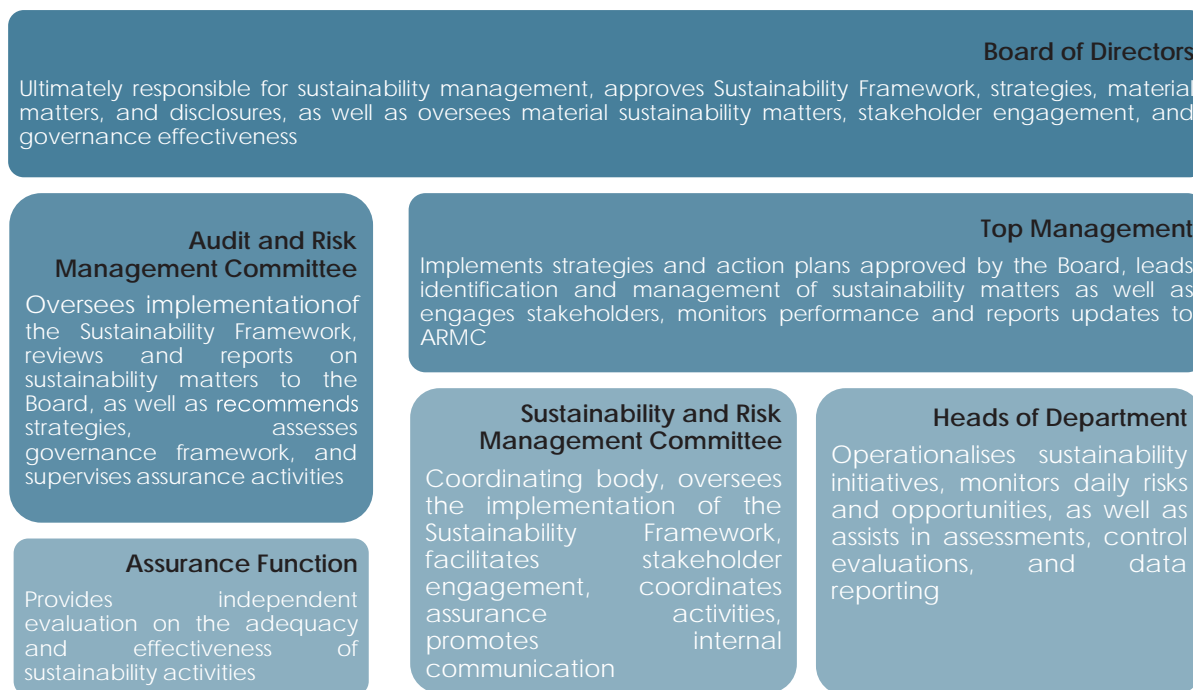 Board of Directors
Ultimately responsible for sustainability management, approves Sustainability Framework, strategies, material
matters, and disclosures, as well as oversees material sustainability matters, stakeholder engagement, and
governance effectiveness
Audit and Risk
Management Committee
Oversees implementationof
the Sustainability Framework,
reviews and reports on
sustainability matters to the
Board, as well as recommends
strategies, assesses
governance framework, and
supervises assurance activities
Top Management
Implements strategies and action plans approved by the Board, leads
identification and management of sustainability matters as well as
engages stakeholders, monitors performance and reports updates to
ARMC
Assurance Function
Provides independent
evaluation on the adequacy
and effectiveness of
sustainability activities
Sustainability and Risk
Management Committee
Coordinating body, oversees
the implementation of the
Sustainability Framework,
facilitates stakeholder
engagement, coordinates
assurance activities,
promotes internal
communication
Heads of Department
Operationalises sustainability
initiatives, monitors daily risks
and opportunities, as well as
assists in assessments, control
evaluations, and data
reporting